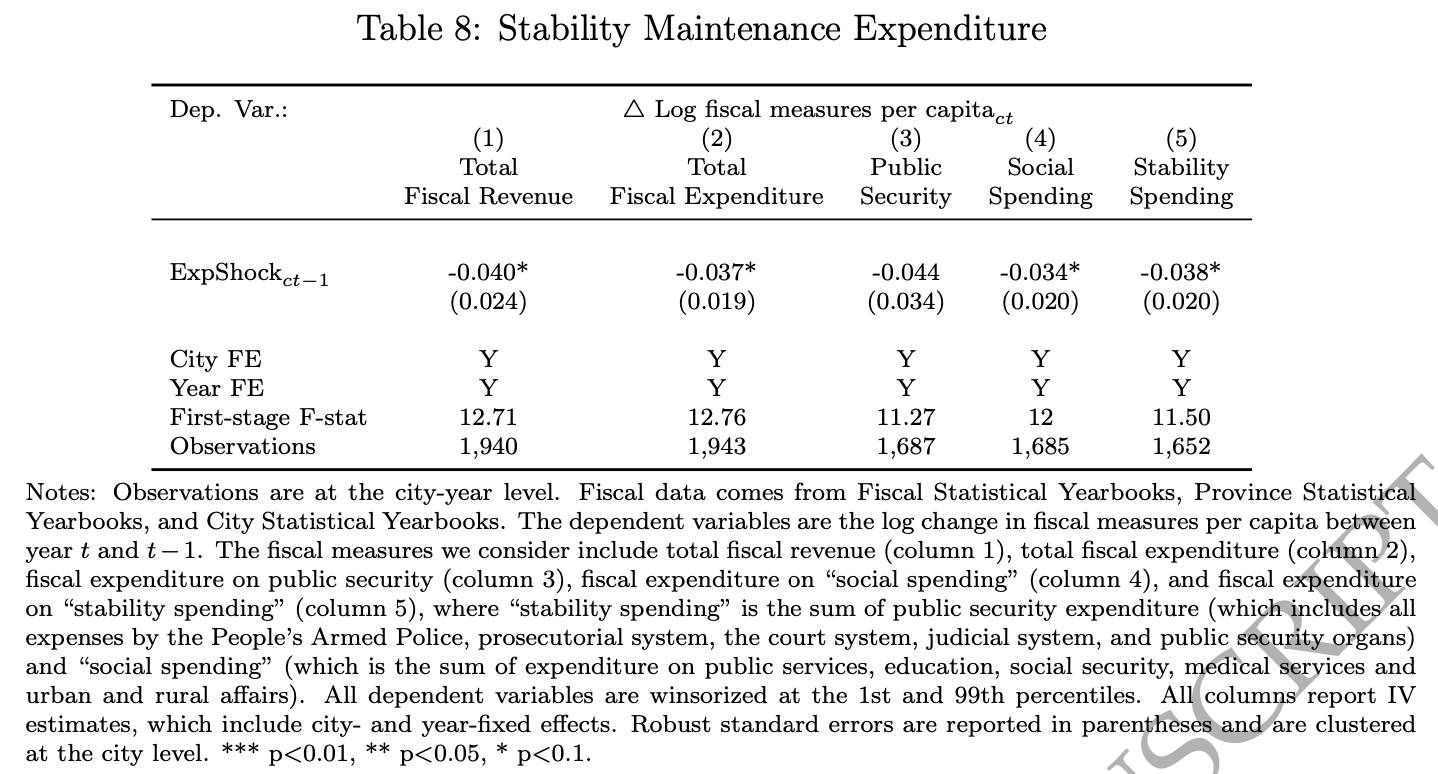 Table 8: Stability Maintenance Expenditure
Dep. Var.: △ Log fiscal measures per capita_ct
(1) (2) (3) (4) (5)
Total Total Public Social Stability
Fiscal Revenue Fiscal Expenditure Security Spending Spending
ExpShock_ct−1 -0.040* -0.037* -0.044 -0.034* -0.038*
(0.024) (0.019) (0.034) (0.020) (0.020)
City FE Y Y Y Y Y
Year FE Y Y Y Y Y
First-stage F-stat 12.71 12.76 11.27 12 11.50
Observations 1,940 1,943 1,687 1,685 1,652
Notes: Observations are at the city-year level. Fiscal data comes from Fiscal Statistical Yearbooks, Province Statistical
Yearbooks, and City Statistical Yearbooks. The dependent variables are the log change in fiscal measures per capita between
year t and t−1. The fiscal measures we consider include total fiscal revenue (column 1), total fiscal expenditure (column 2),
fiscal expenditure on public security (column 3), fiscal expenditure on “social spending” (column 4), and fiscal expenditure
on “stability spending” (column 5), where “stability spending” is the sum of public security expenditure (which includes all
expenses by the People’s Armed Police, prosecutorial system, the court system, judicial system, and public security organs)
and “social spending” (which is the sum of expenditure on public services, education, social security, medical services and
urban and rural affairs). All dependent variables are winsorized at the 1st and 99th percentiles. All columns report IV
estimates, which include city- and year-fixed effects. Robust standard errors are reported in parentheses and are clustered
at the city level. *** p<0.01, ** p<0.05, * p<0.1.